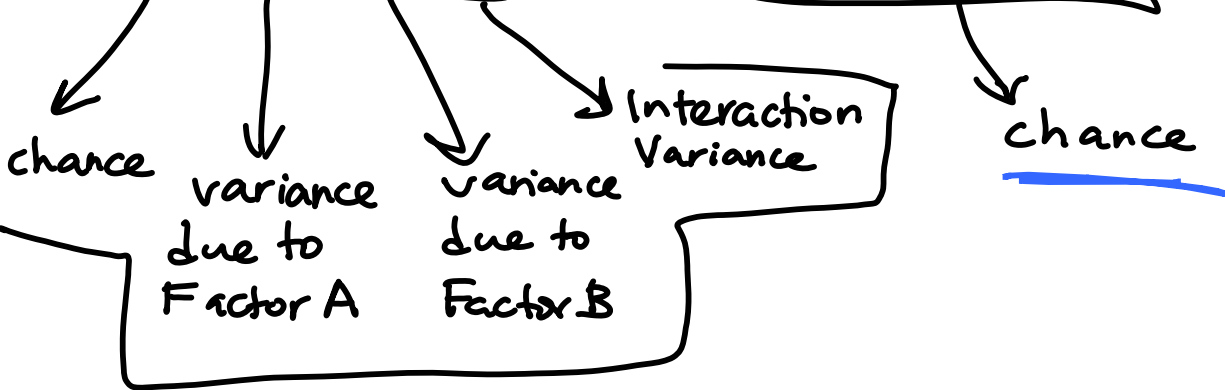 chance
variance
due to
Factor A
variance
due to
Factor B
Interaction
Variance
chance